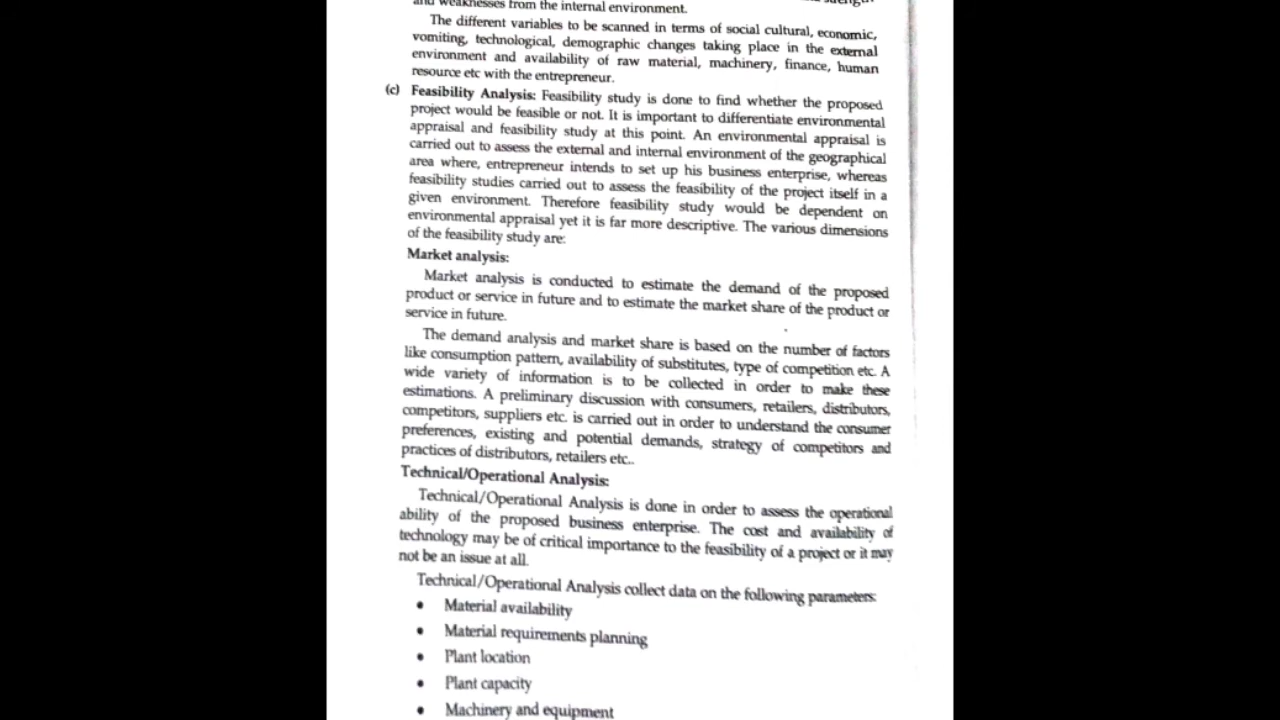 and weaknesses from the internal environment.
The different variables to be scanned in terms of social cultural, economic,
vomiting, technological, demographic changes taking place in the external
environment and availability of raw material, machinery, finance, human
resource etc with the entrepreneur.
(c) Feasibility Analysis: Feasibility study is done to find whether the proposed
project would be feasible or not. It is important to differentiate environmental
appraisal and feasibility study at this point. An environmental appraisal is
carried out to assess the external and internal environment of the geographical
area where, entrepreneur intends to set up his business enterprise, whereas
feasibility studies carried out to assess the feasibility of the project itself in a
given environment. Therefore feasibility study would be dependent on
environmental appraisal yet it is far more descriptive. The various dimensions
of the feasibility study are:
Market analysis:
Market analysis is conducted to estimate the demand of the proposed
product or service in future and to estimate the market share of the product or
service in future.
The demand analysis and market share is based on the number of factors
like consumption pattern, availability of substitutes, type of competition etc. A
wide variety of information is to be collected in order to make these
estimations. A preliminary discussion with consumers, retailers, distributors,
competitors, suppliers etc. is carried out in order to understand the consumer
preferences, existing and potential demands, strategy of competitors and
practices of distributors, retailers etc..
Technical/Operational Analysis:
Technical/Operational Analysis is done in order to assess the operational
ability of the proposed business enterprise. The cost and availability of
technology may be of critical importance to the feasibility of a project or it may
not be an issue at all.
Technical/Operational Analysis collect data on the following parameters:
• Material availability
• Material requirements planning
• Plant location
• Plant capacity
• Machinery and equipment